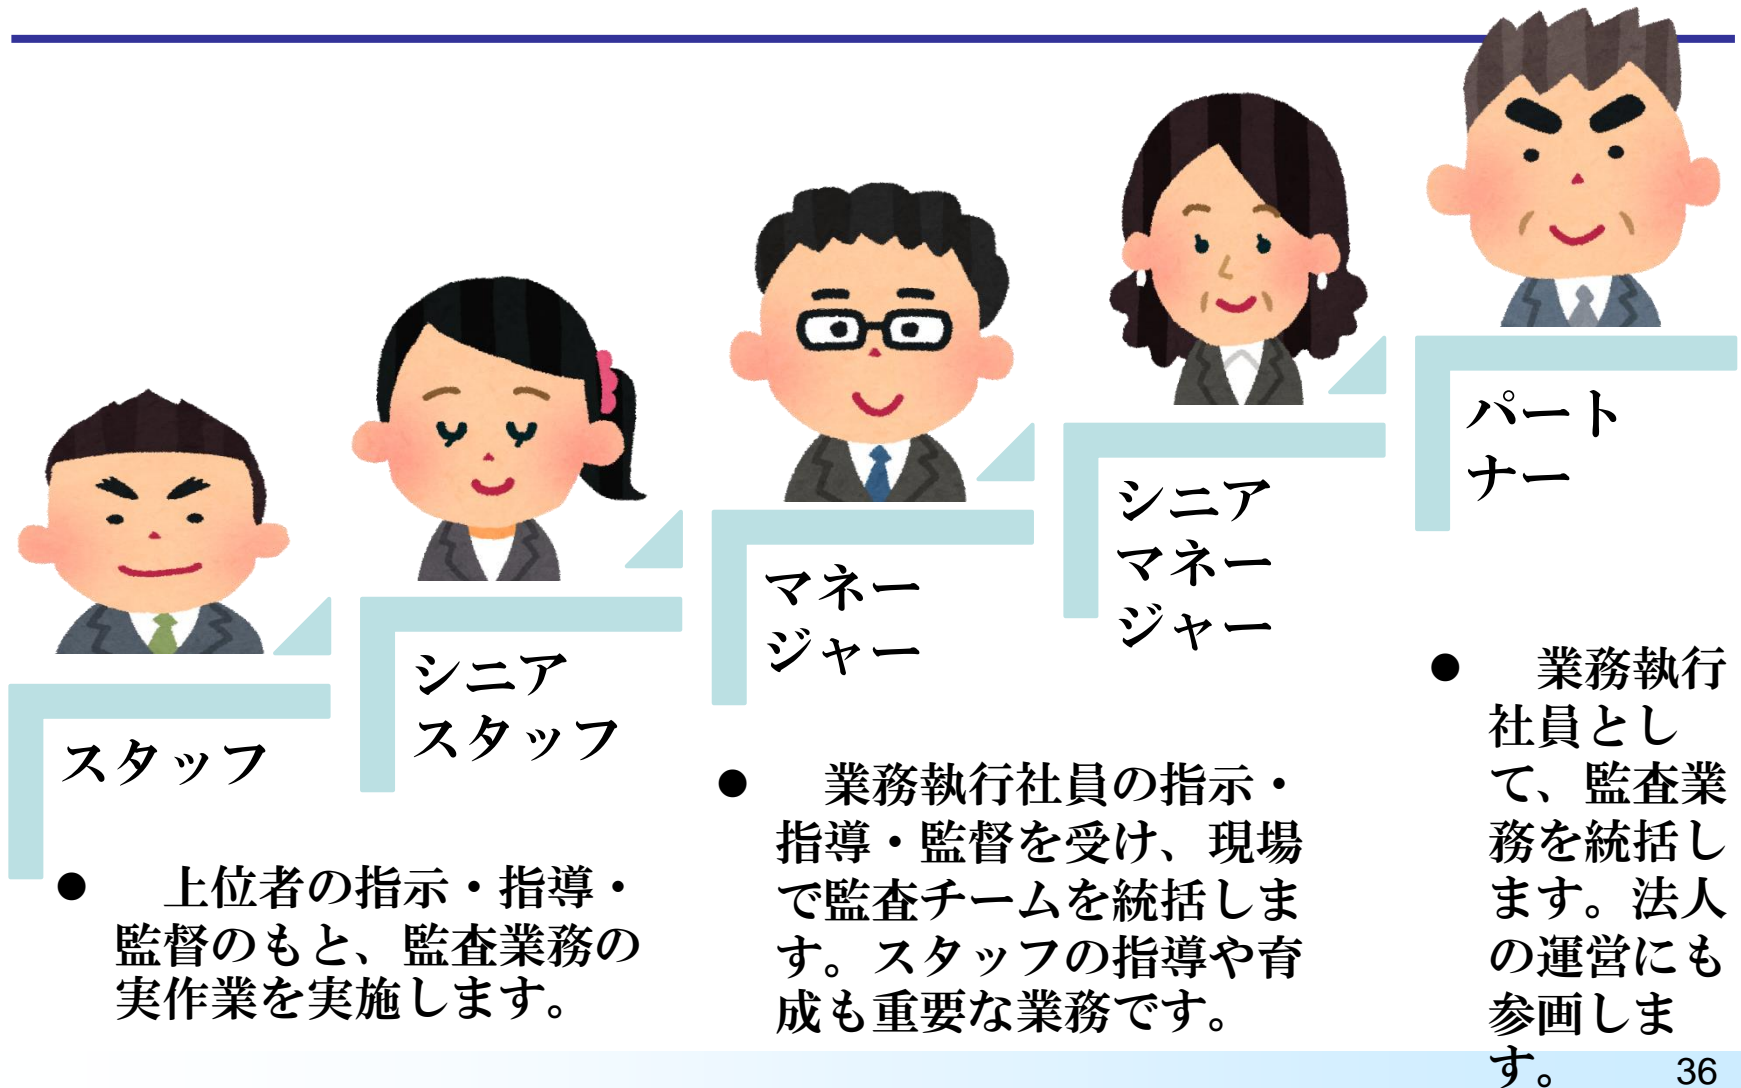 スタッフ
シニア
スタッフ
マネー
ジャー
シニア
マネー
ジャー
パート
ナー
● 上位者の指示・指導・
監督のもと、監査業務の
実作業を実施します。
● 業務執行社員の指示・
指導・監督を受け、現場
で監査チームを統括しま
す。スタッフの指導や育
成も重要な業務です。
● 業務執行
社員とし
て、監査業
務を統括し
ます。法人
の運営にも
参画しま
す。
36